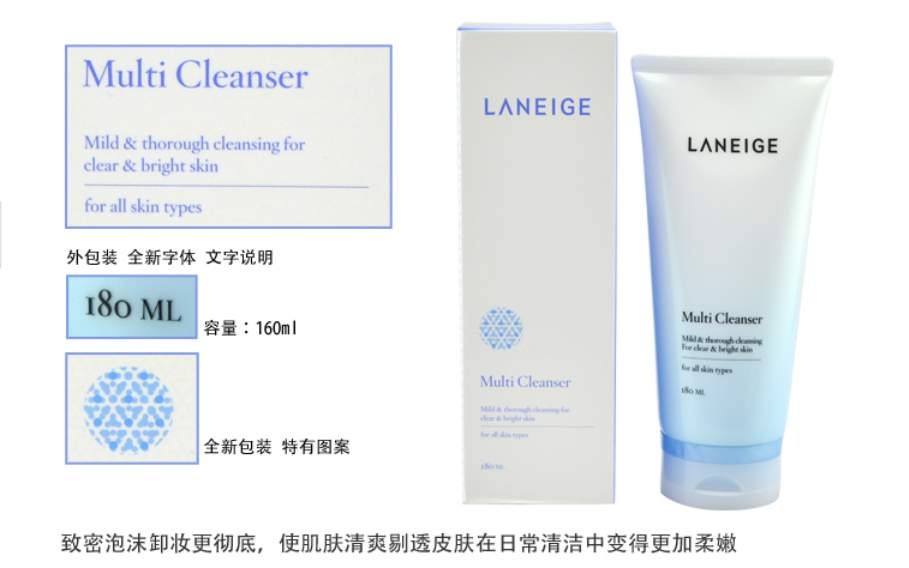 Multi Cleanser
Mild & thorough cleansing for
clear & bright skin
for all skin types
外包装 全新字体 文字说明
180 ML
容量：160ml
全新包装 特有图案
LANEIGE
Multi Cleanser
Mild & thorough cleansing for
clear & bright skin
for all skin types
180 ML
LANEIGE
Multi Cleanser
Mild & thorough cleansing
For clear & bright skin
for all skin types
180 ML
致密泡沫卸妆更彻底，使肌肤清爽剔透皮肤在日常清洁中变得更加柔嫩